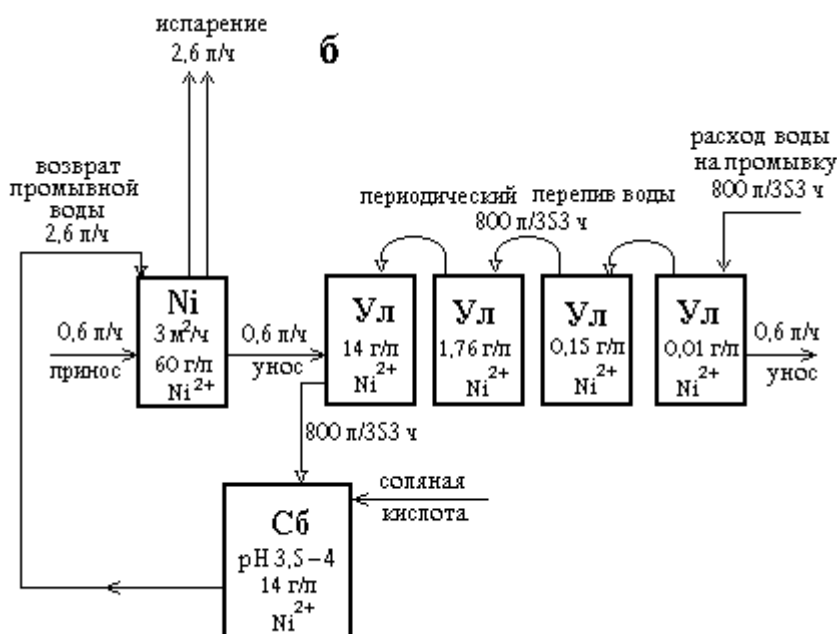 испарение
2,6 л/ч
б
возврат
промывной
воды
2,6 л/ч
расход воды
на промывку
800 л/353 ч
периодический перелив воды
800 л/353 ч
0,6 л/ч
принос
Ni
3 м²/ч
60 г/л
Ni²⁺
0,6 л/ч
унос
Ул
14 г/л
Ni²⁺
Ул
1,76 г/л
Ni²⁺
Ул
0,15 г/л
Ni²⁺
Ул
0,01 г/л
Ni²⁺
0,6 л/ч
унос
800 л/353 ч
соляная
кислота
Сб
pH 3,5–4
14 г/л
Ni²⁺